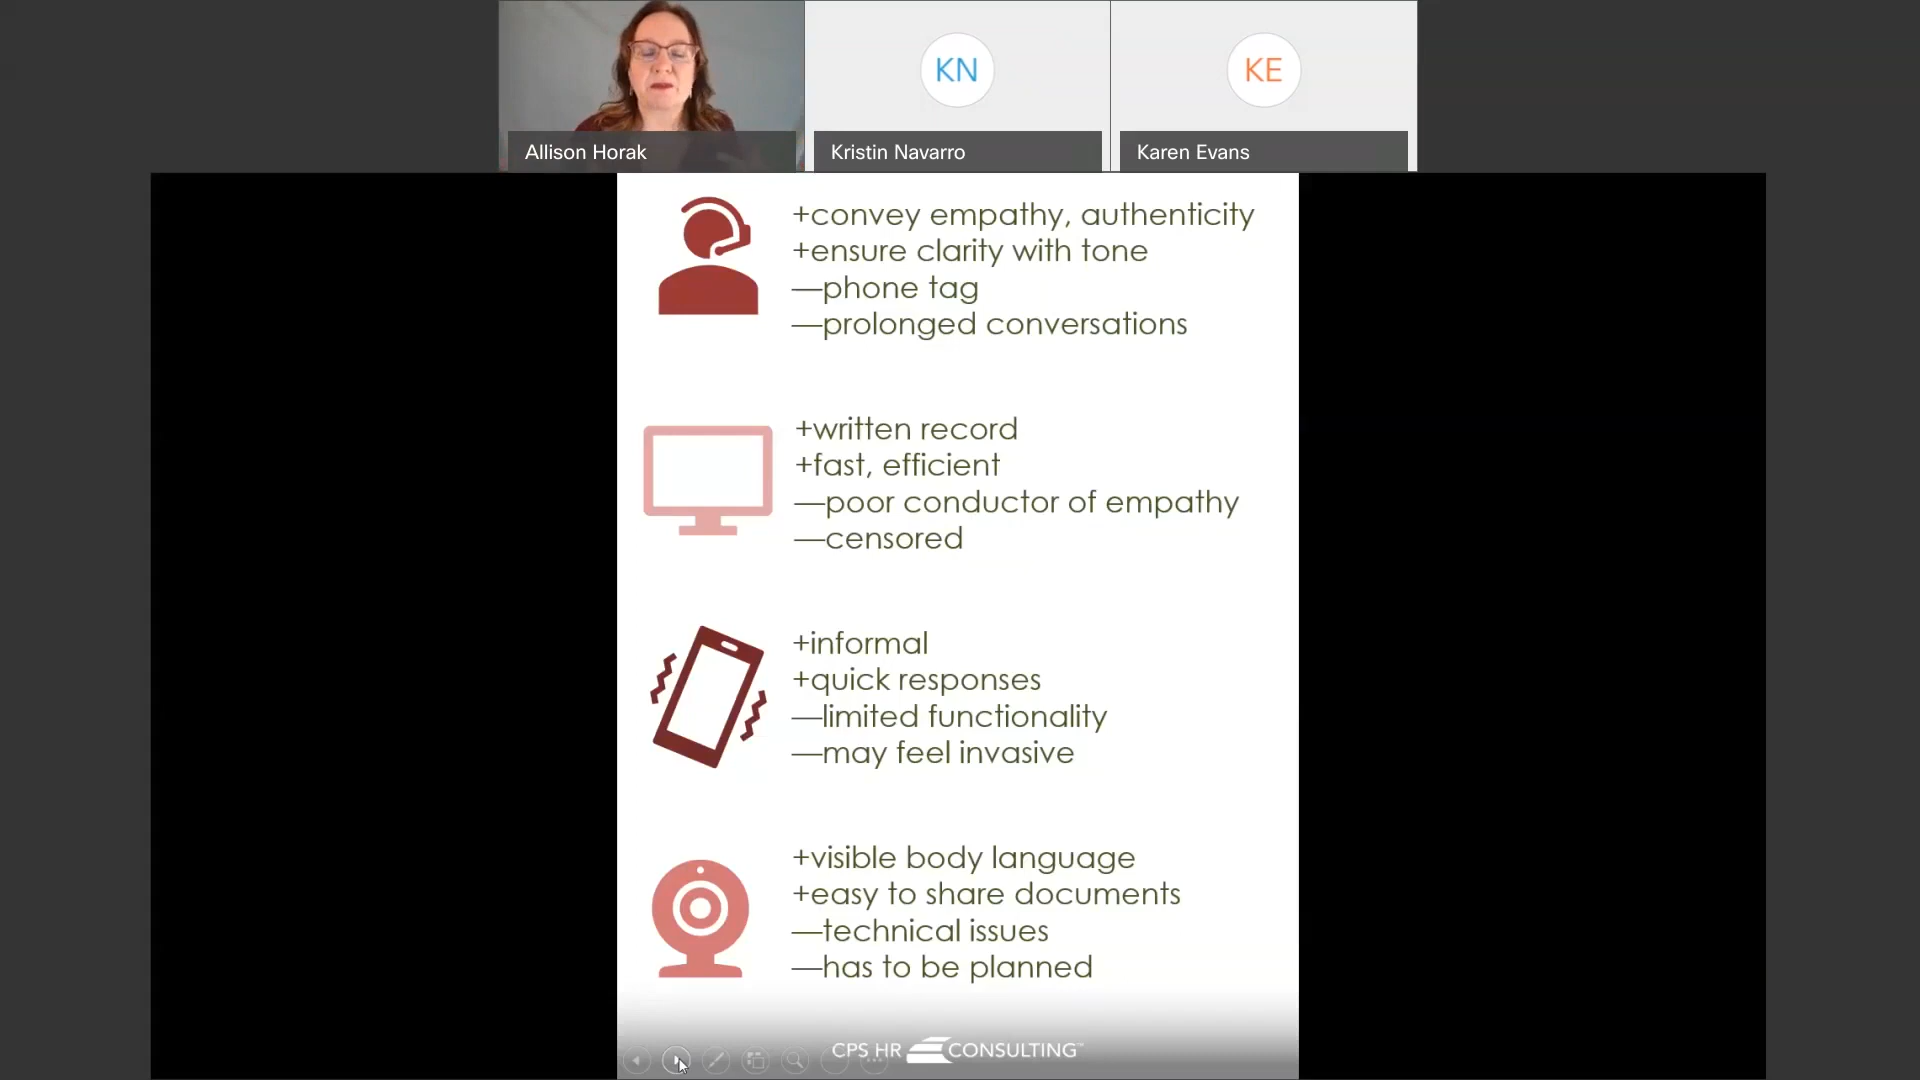 KN
KE
Allison Horak
Kristin Navarro
Karen Evans
+convey empathy, authenticity
+ensure clarity with tone
—phone tag
—prolonged conversations
+written record
+fast, efficient
—poor conductor of empathy
—censored
+informal
+quick responses
—limited functionality
—may feel invasive
+visible body language
+easy to share documents
—technical issues
—has to be planned
CPS HR CONSULTING™